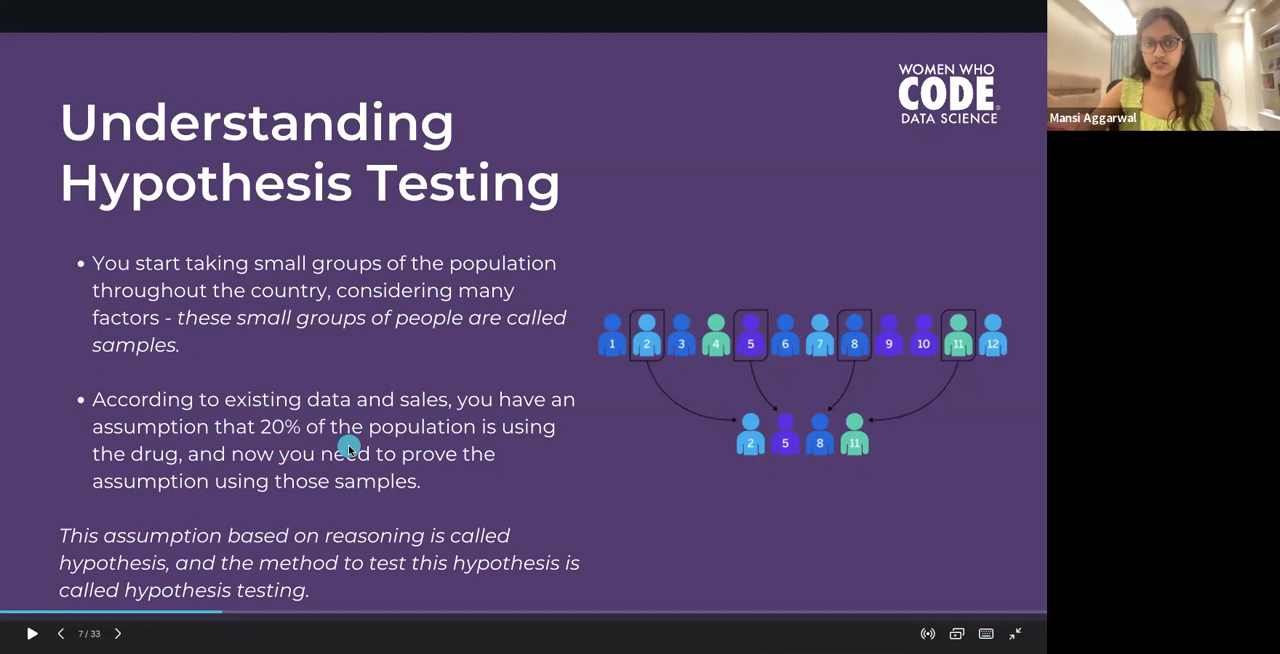 WOMEN WHO
CODE
DATA SCIENCE
Mansi Aggarwal
Understanding
Hypothesis Testing
• You start taking small groups of the population
throughout the country, considering many
factors - these small groups of people are called
samples.
• According to existing data and sales, you have an
assumption that 20% of the population is using
the drug, and now you need to prove the
assumption using those samples.
This assumption based on reasoning is called
hypothesis, and the method to test this hypothesis is
called hypothesis testing.
1 2 3 4 5 6 7 8 9 10 11 12
2 5 8 11
7 / 33